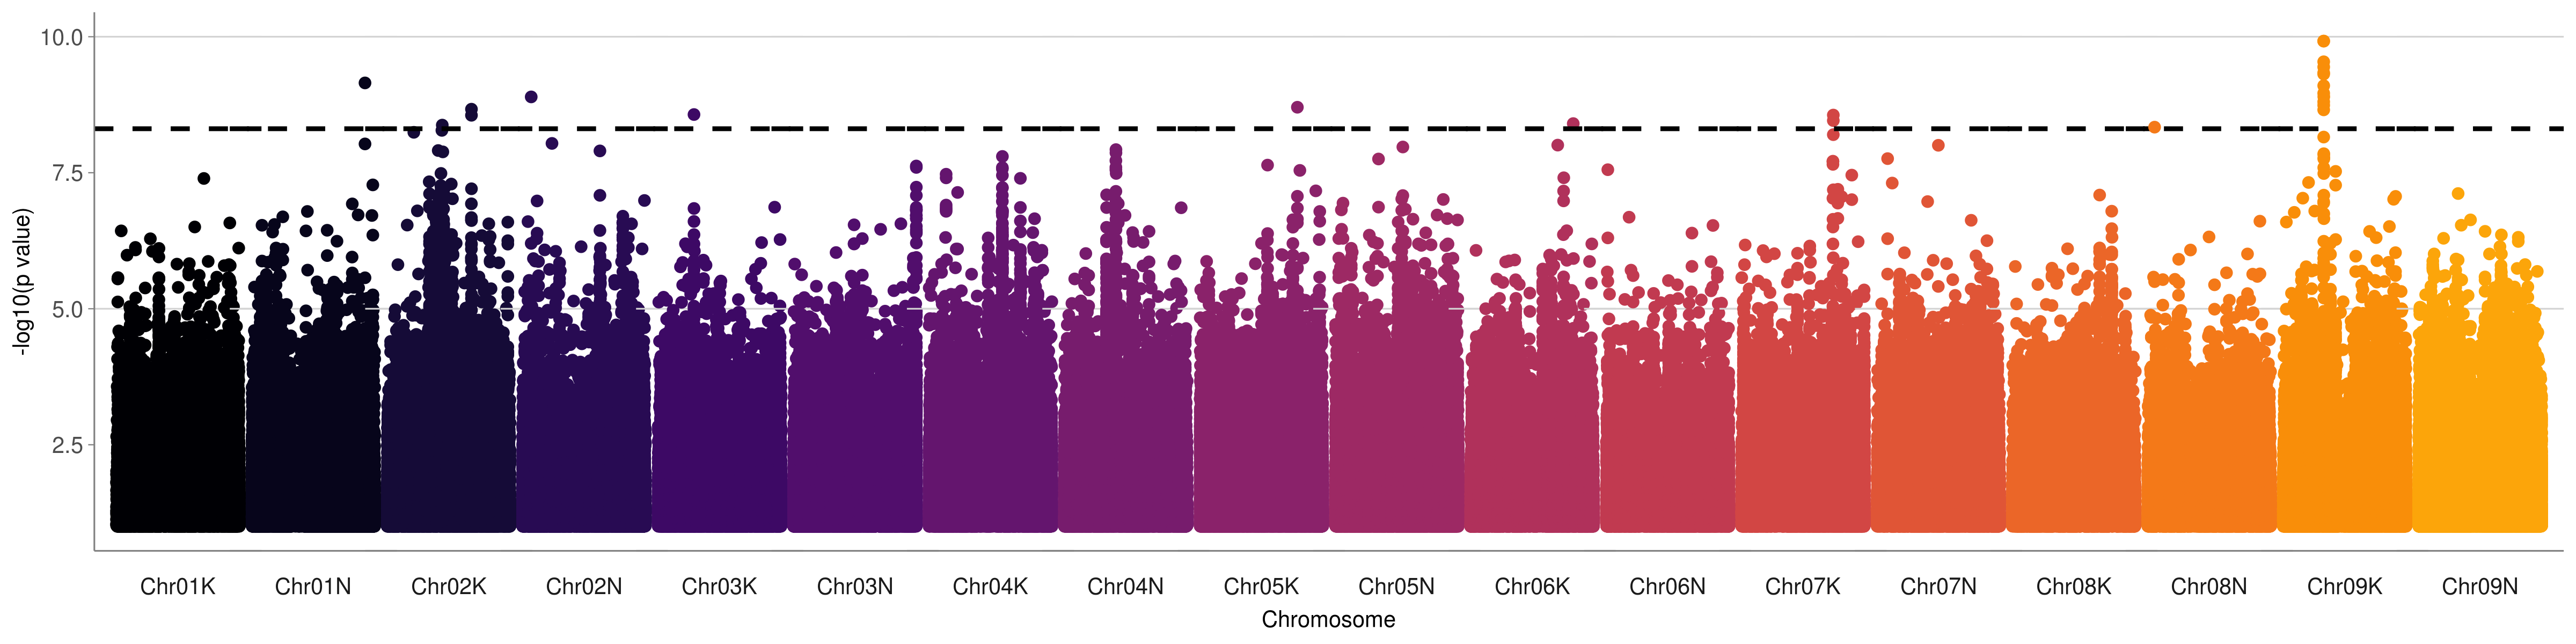 10.0
7.5
5.0
2.5
-log10(p value)
Chr01K Chr01N Chr02K Chr02N Chr03K Chr03N Chr04K Chr04N Chr05K Chr05N Chr06K Chr06N Chr07K Chr07N Chr08K Chr08N Chr09K Chr09N
Chromosome